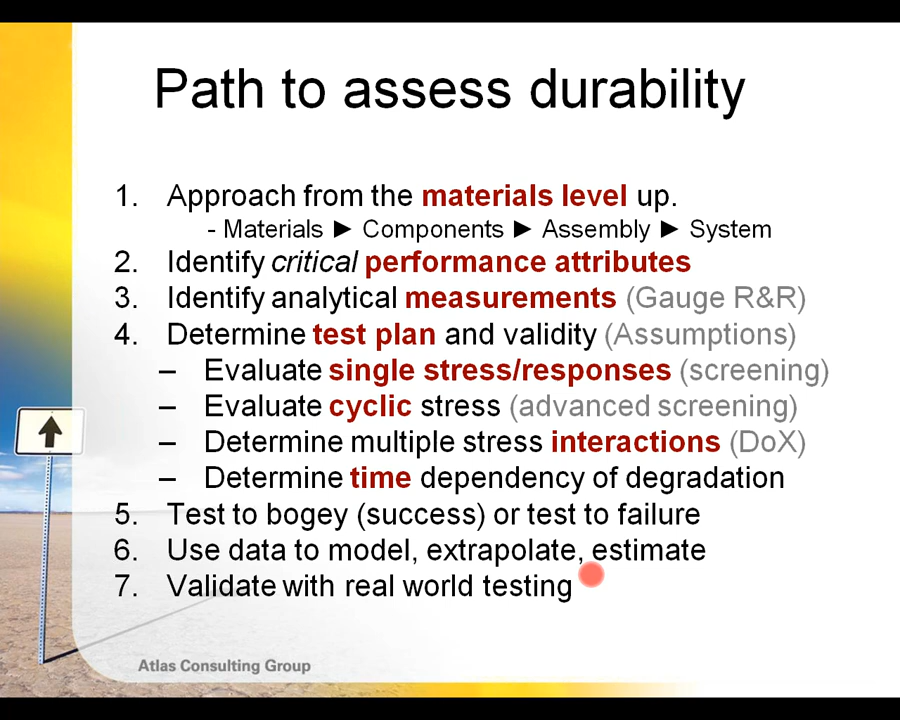 Path to assess durability
1. Approach from the materials level up.
- Materials ► Components ► Assembly ► System
2. Identify critical performance attributes
3. Identify analytical measurements (Gauge R&R)
4. Determine test plan and validity (Assumptions)
– Evaluate single stress/responses (screening)
– Evaluate cyclic stress (advanced screening)
– Determine multiple stress interactions (DoX)
– Determine time dependency of degradation
5. Test to bogey (success) or test to failure
6. Use data to model, extrapolate, estimate
7. Validate with real world testing
Atlas Consulting Group